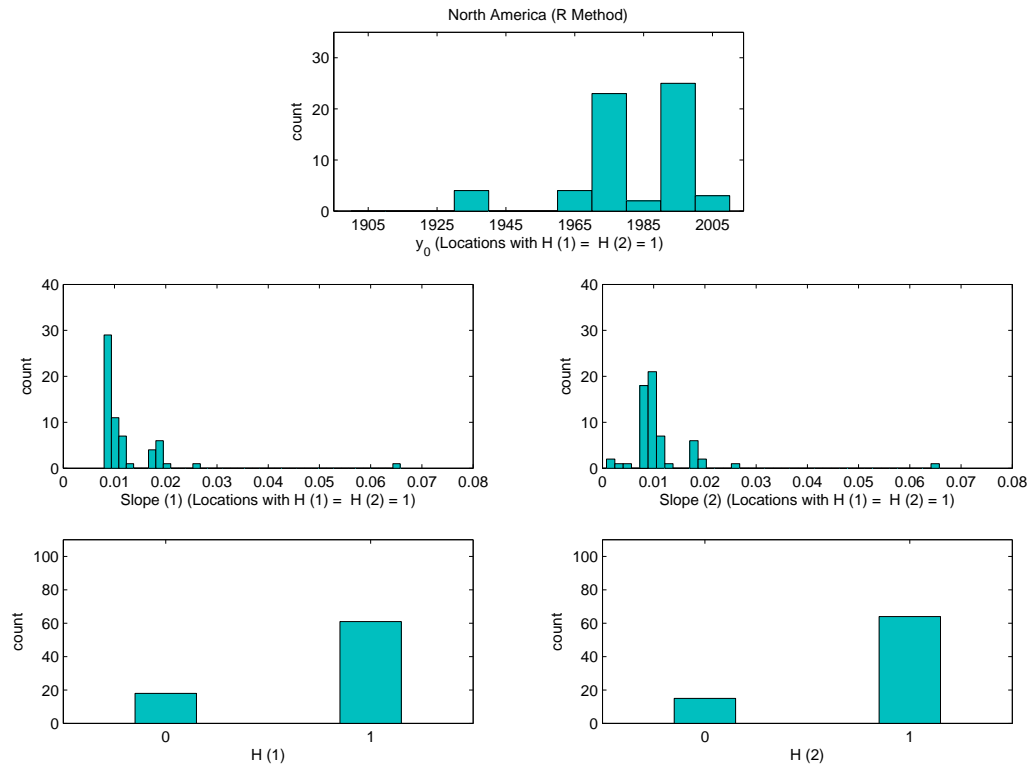 North America (R Method)
30
20
10
0
count
1905 1925 1945 1965 1985 2005
y_0 (Locations with H (1) = H (2) = 1)
40
30
20
10
0
count
0 0.01 0.02 0.03 0.04 0.05 0.06 0.07 0.08
Slope (1) (Locations with H (1) = H (2) = 1)
40
30
20
10
0
count
0 0.01 0.02 0.03 0.04 0.05 0.06 0.07 0.08
Slope (2) (Locations with H (1) = H (2) = 1)
100
80
60
40
20
0
count
0 1
H (1)
100
80
60
40
20
0
count
0 1
H (2)